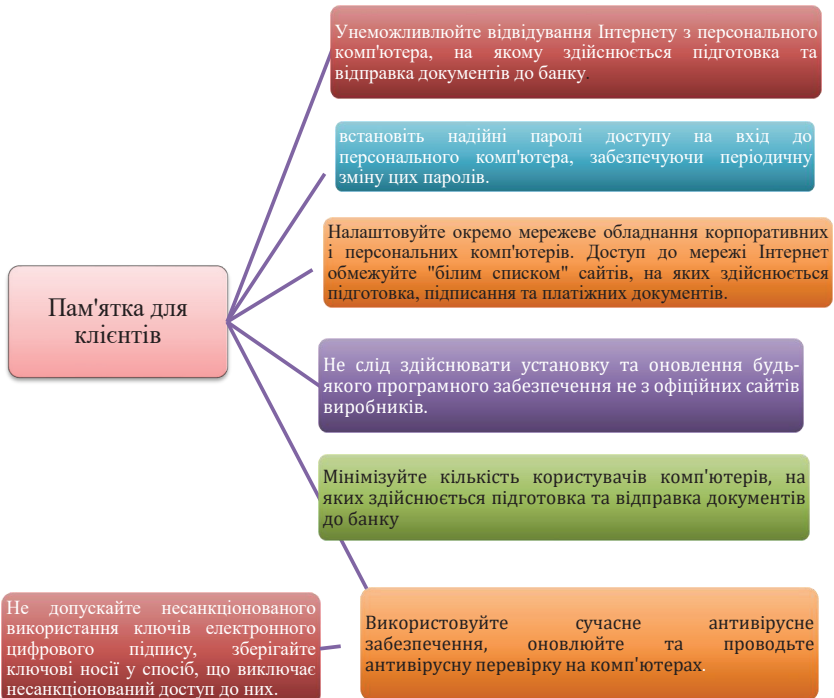 Унеможливлюйте відвідування Інтернету з персонального
комп'ютера, на якому здійснюється підготовка та
відправка документів до банку.
встановіть надійні паролі доступу на вхід до
персонального комп'ютера, забезпечуючи періодичну
зміну цих паролів.
Налаштовуйте окремо мережеве обладнання корпоративних
і персональних комп'ютерів. Доступ до мережі Інтернет
обмежуйте "білим списком" сайтів, на яких здійснюється
підготовка, підписання та платіжних документів.
Пам'ятка для
клієнтів
Не слід здійснювати установку та оновлення будь-
якого програмного забезпечення не з офіційних сайтів
виробників.
Мінімізуйте кількість користувачів комп'ютерів, на
яких здійснюється підготовка та відправка документів
до банку
Не допускайте несанкціонованого
використання ключів електронного
цифрового підпису, зберігайте
ключові носії у спосіб, що виключає
несанкціонований доступ до них.
Використовуйте сучасне антивірусне
забезпечення, оновлюйте та проводьте
антивірусну перевірку на комп'ютерах.